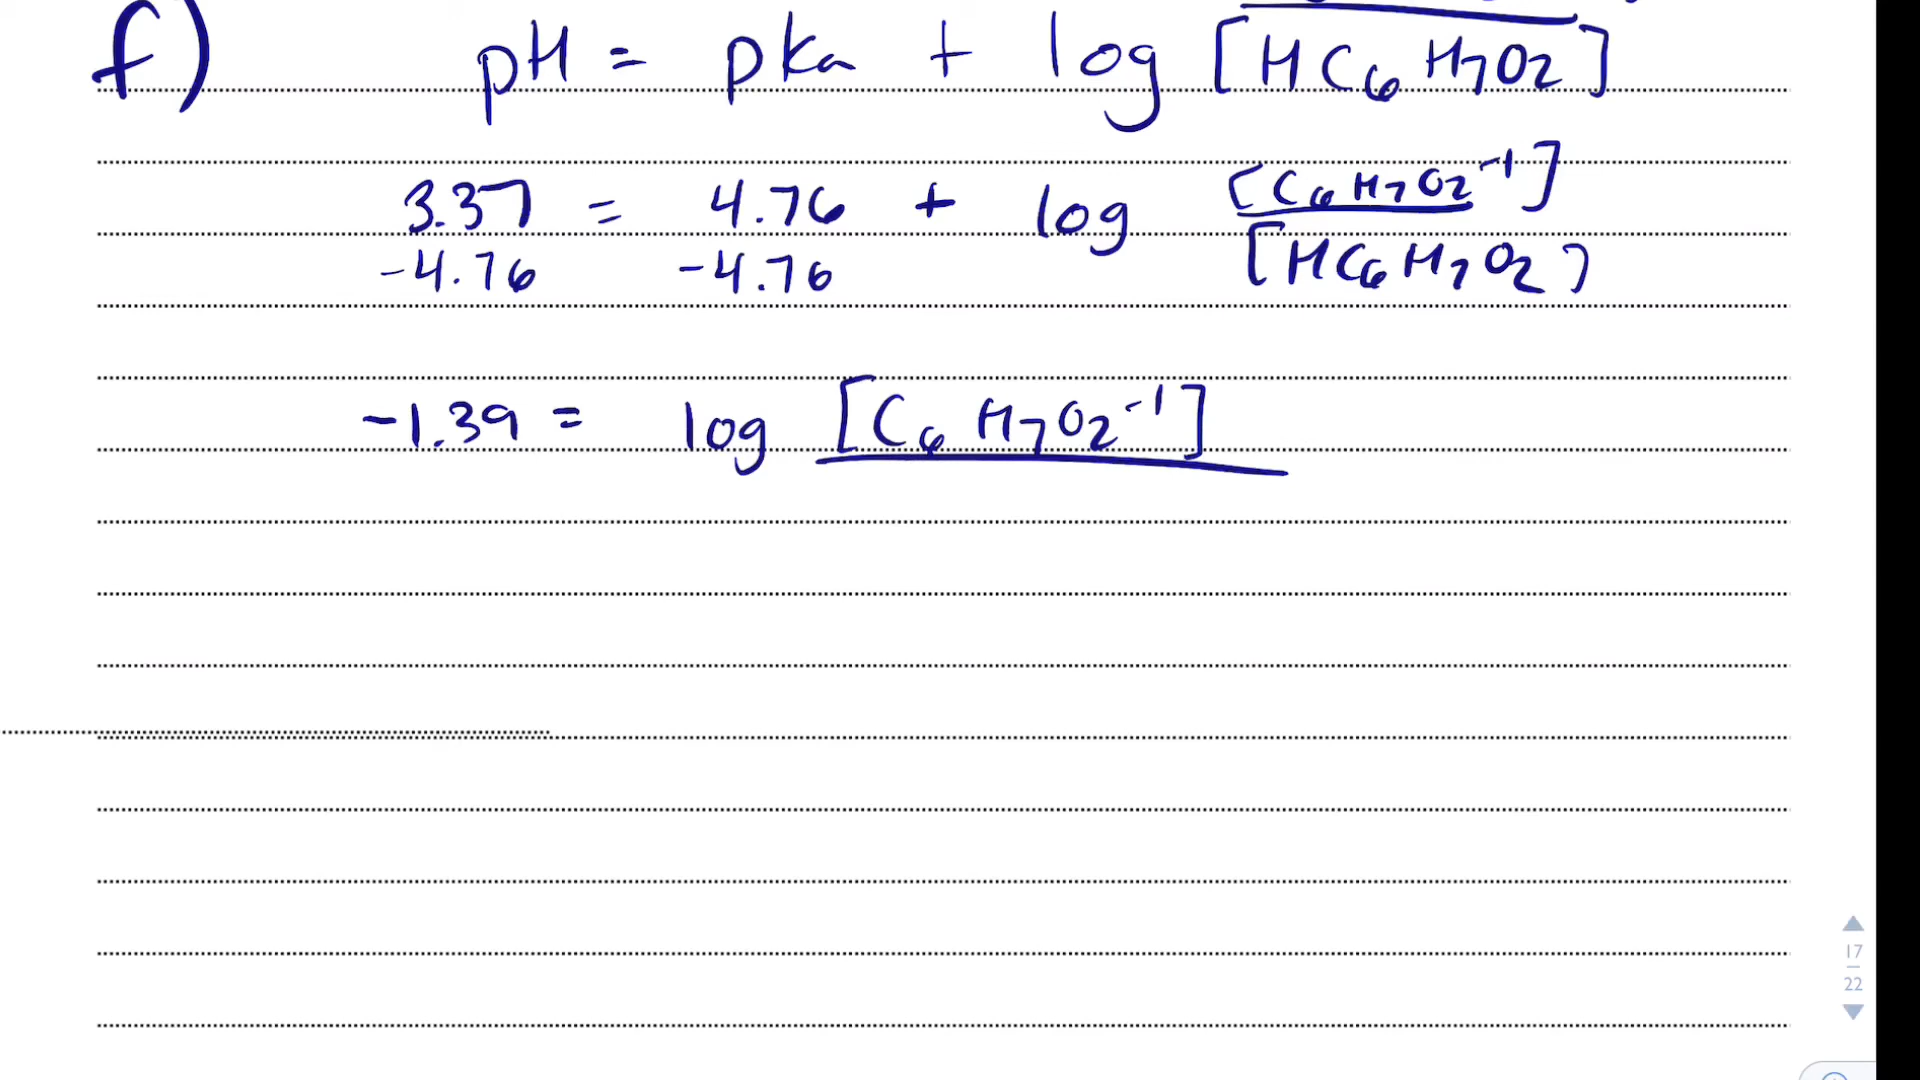 f) pH = pKa + log [HC6H7O2]
3.37 = 4.76 + log [C6H7O2-1]
[HC6H7O2]
-4.76 -4.76
-1.39 = log [C6H7O2-1]
17
22